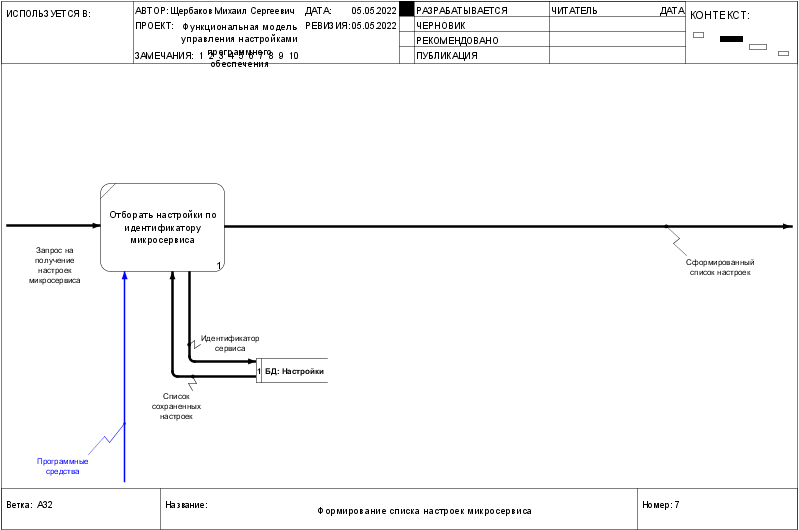 ИСПОЛЬЗУЕТСЯ В:
АВТОР: Щербаков Михаил Сергеевич
ДАТА: 05.05.2022
ПРОЕКТ: Функциональная модель
управления настройками
программного
обеспечения
РЕВИЗИЯ: 05.05.2022
ЗАМЕЧАНИЯ: 1 2 3 4 5 6 7 8 9 10
РАЗРАБАТЫВАЕТСЯ
ЧЕРНОВИК
РЕКОМЕНДОВАНО
ПУБЛИКАЦИЯ
ЧИТАТЕЛЬ
ДАТА
КОНТЕКСТ:
Отборать настройки по
идентификатору
микросервиса
1
Запрос на
получение
настроек
микросервиса
Сформированный
список настроек
Идентификатор
сервиса
1 БД: Настройки
Список
сохраненных
настроек
Программные
средства
Ветка: A32
Название:
Формирование списка настроек микросервиса
Номер: 7